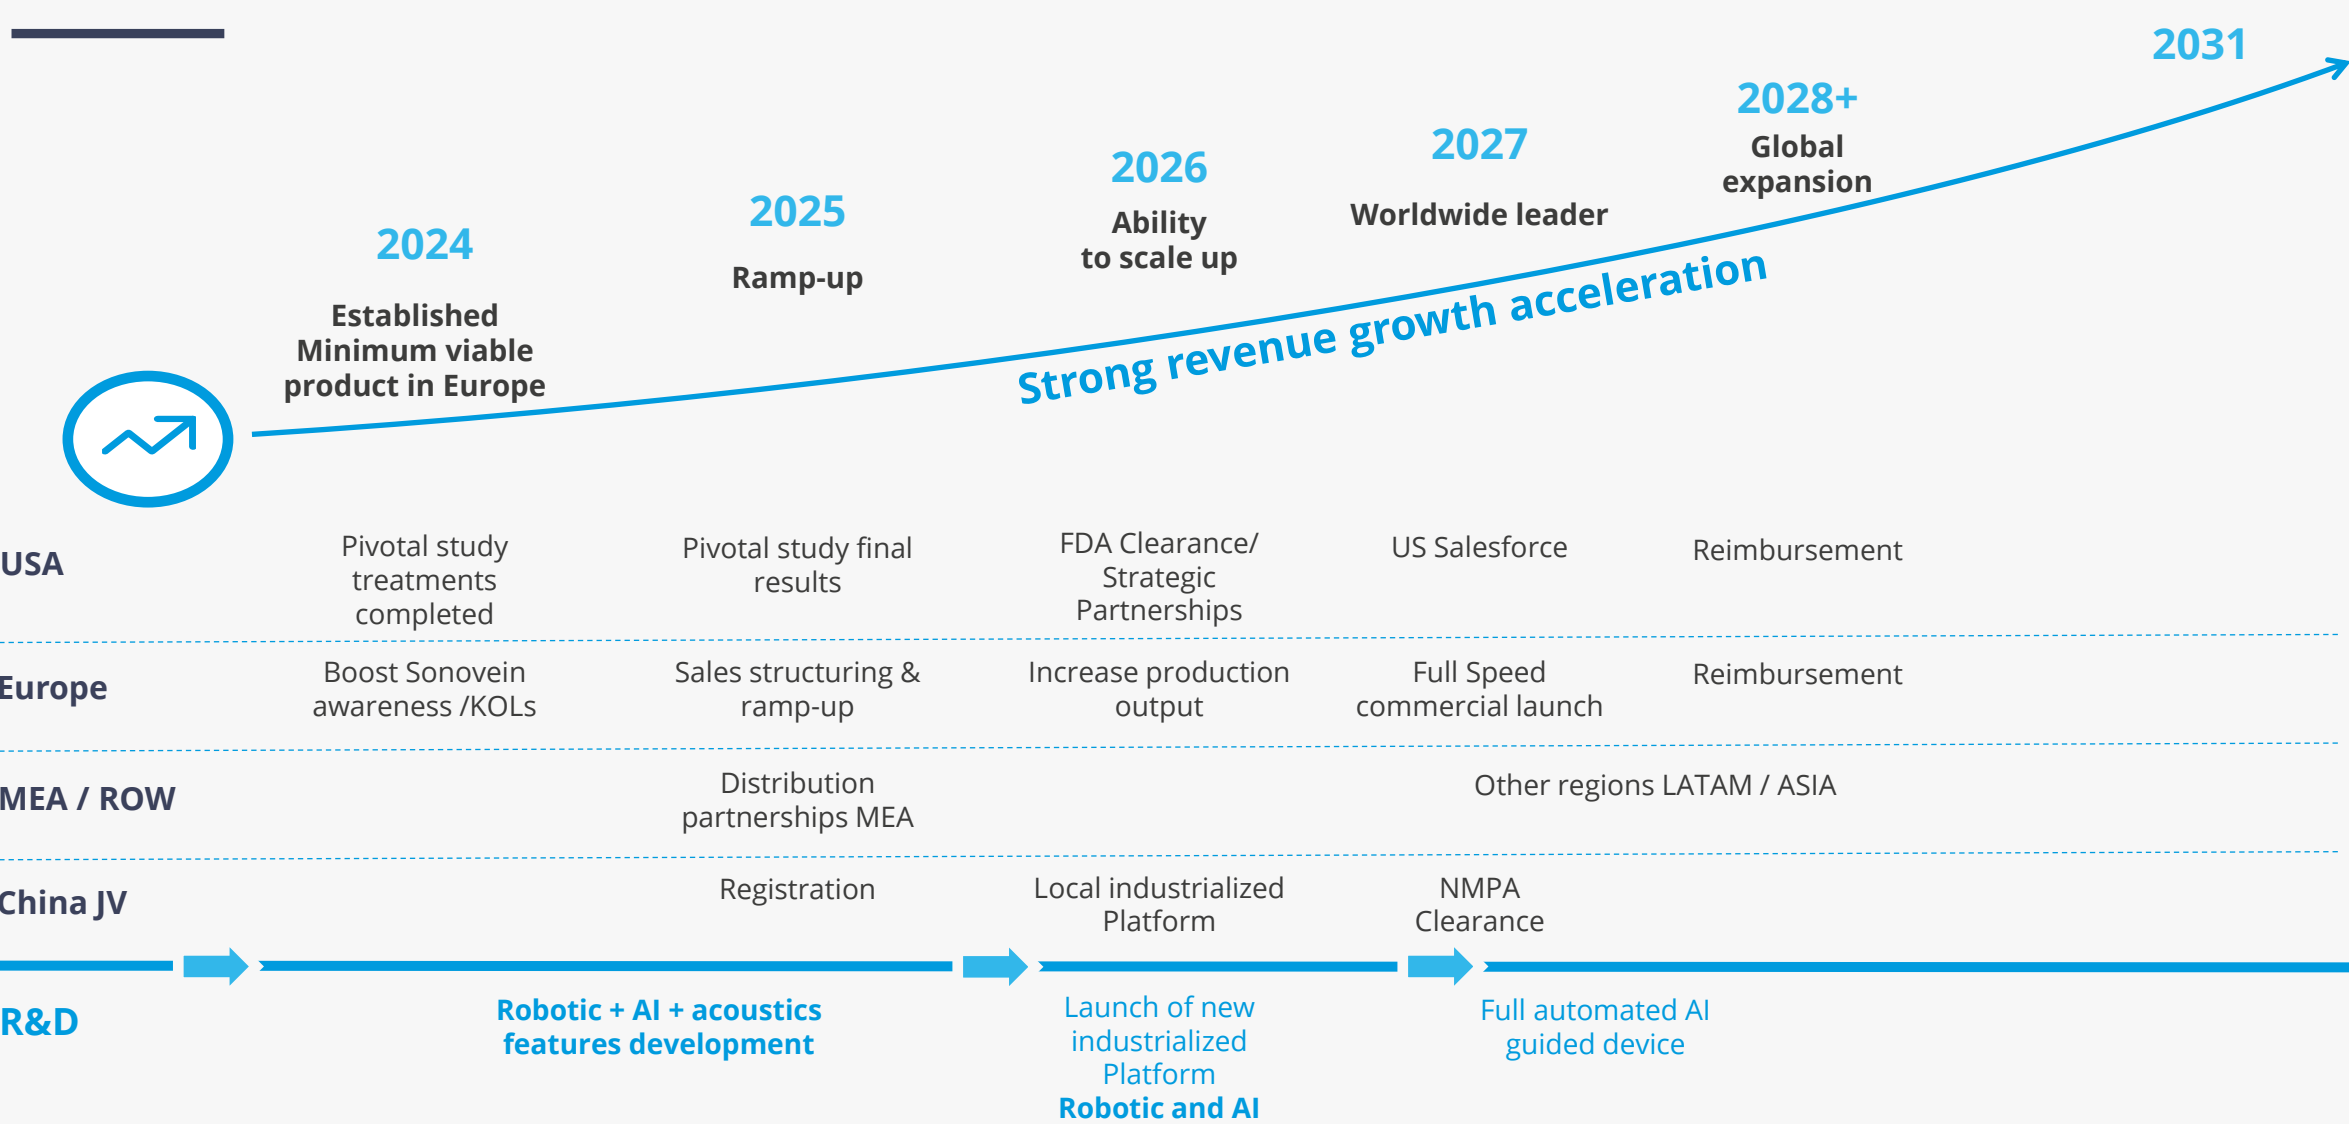 2031
2028+
Global
expansion
2027
Worldwide leader
2026
Ability
to scale up
2025
Ramp-up
2024
Established
Minimum viable
product in Europe
Strong revenue growth acceleration
USA
Pivotal study
treatments
completed
Pivotal study final
results
FDA Clearance/
Strategic
Partnerships
US Salesforce
Reimbursement
Europe
Boost Sonovein
awareness /KOLs
Sales structuring &
ramp-up
Increase production
output
Full Speed
commercial launch
Reimbursement
MEA / ROW
Distribution
partnerships MEA
Other regions LATAM / ASIA
China JV
Registration
Local industrialized
Platform
NMPA
Clearance
R&D
Robotic + AI + acoustics
features development
Launch of new
industrialized
Platform
Robotic and AI
Full automated AI
guided device